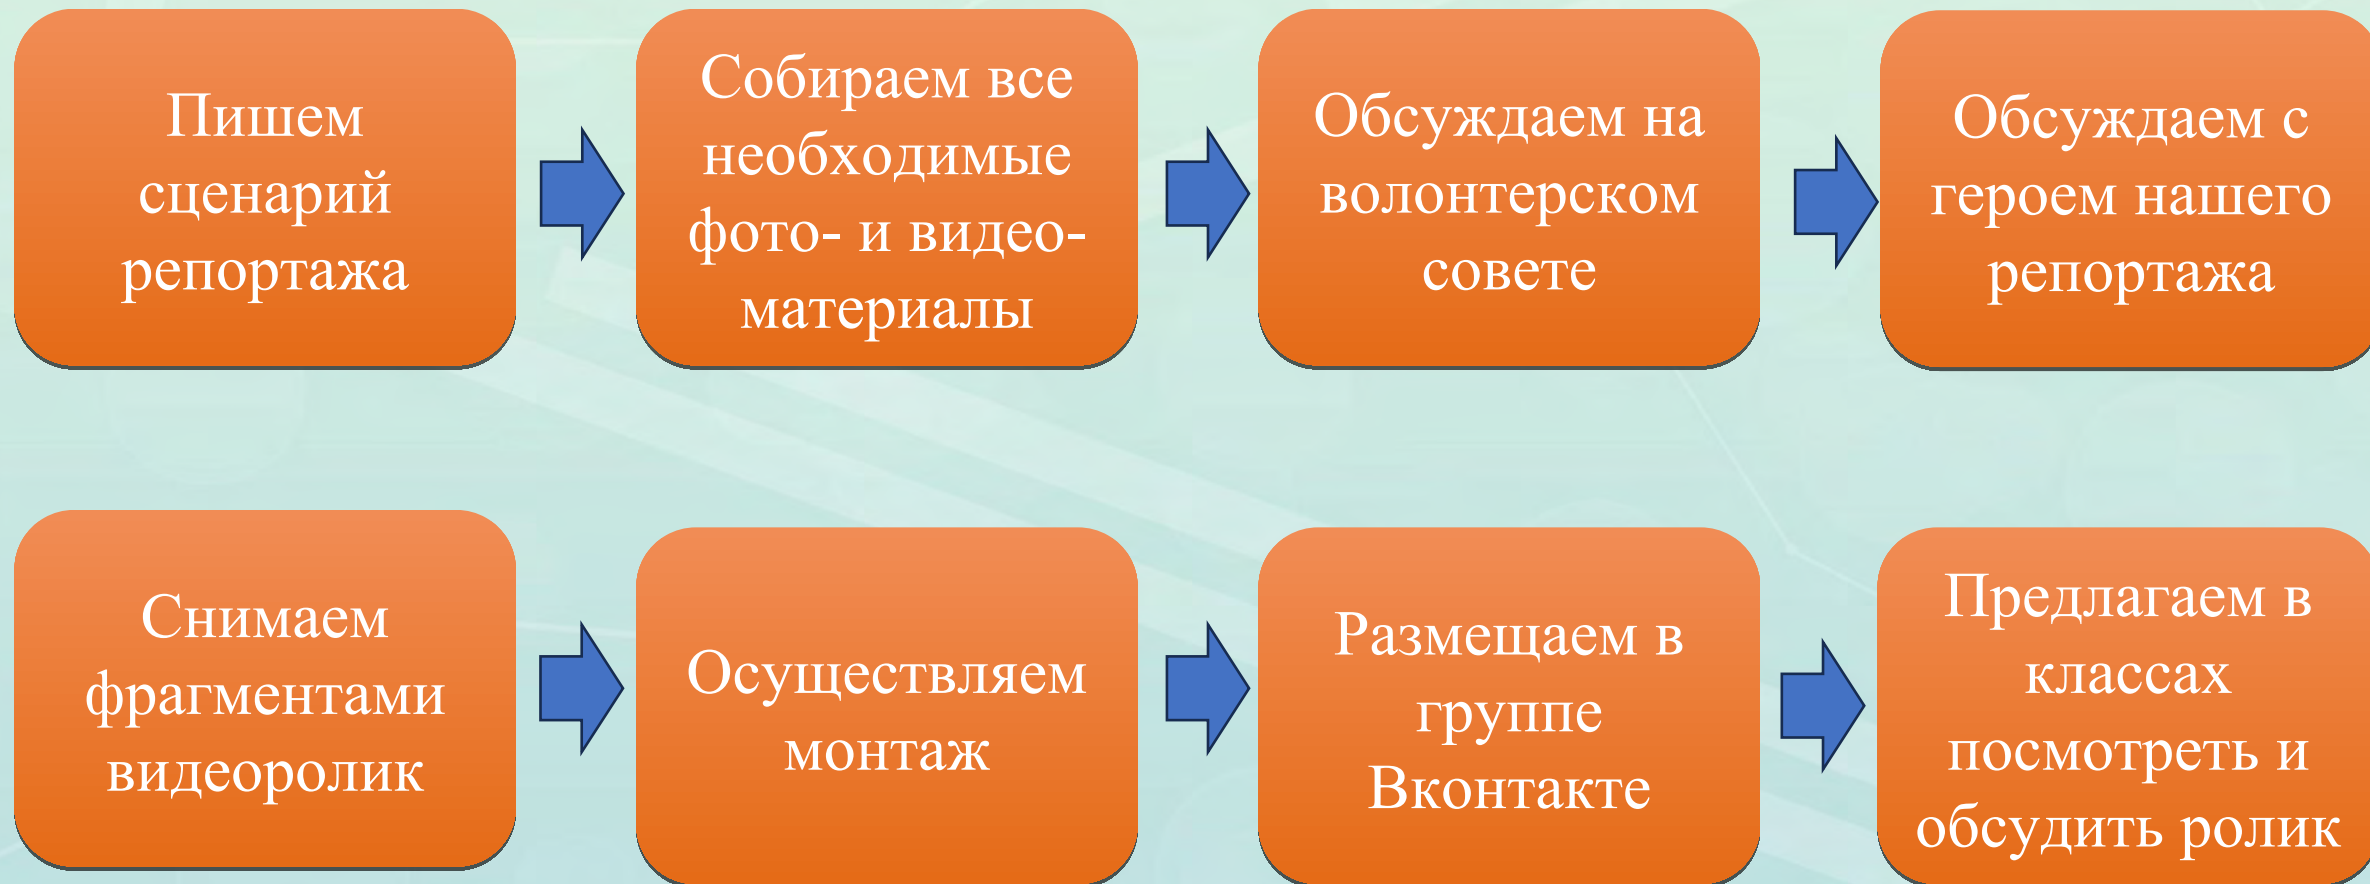 Пишем
сценарий
репортажа
Собираем все
необходимые
фото- и видео-
материалы
Обсуждаем на
волонтерском
совете
Обсуждаем с
героем нашего
репортажа
Снимаем
фрагментами
видеоролик
Осуществляем
монтаж
Размещаем в
группе
Вконтакте
Предлагаем в
классах
посмотреть и
обсудить ролик